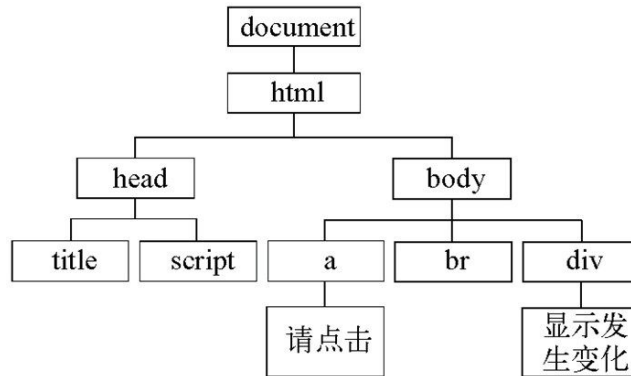 document
html
head
body
title
script
a
br
div
请点击
显示发
生变化